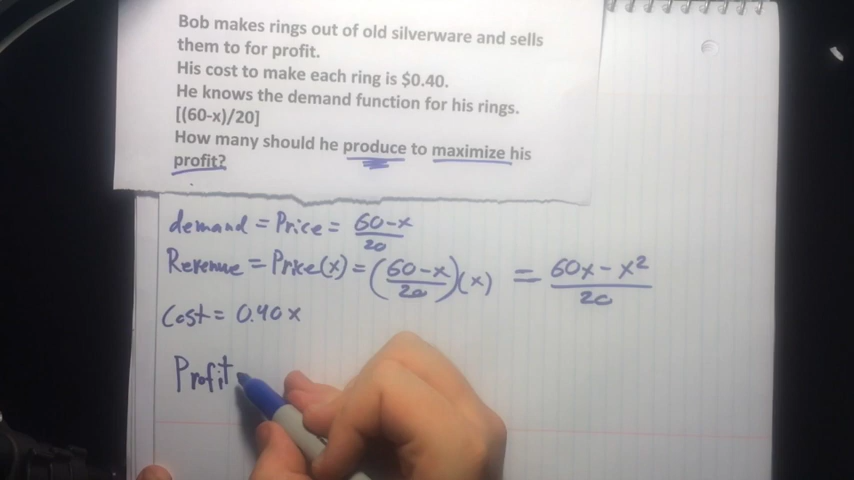 Bob makes rings out of old silverware and sells
them to for profit.
His cost to make each ring is $0.40.
He knows the demand function for his rings.
[(60-x)/20]
How many should he produce to maximize his
profit?
demand = Price = 60-x / 20
Revenue = Price(x) = (60-x / 20)(x) = 60x - x² / 20
Cost = 0.40x
Profit